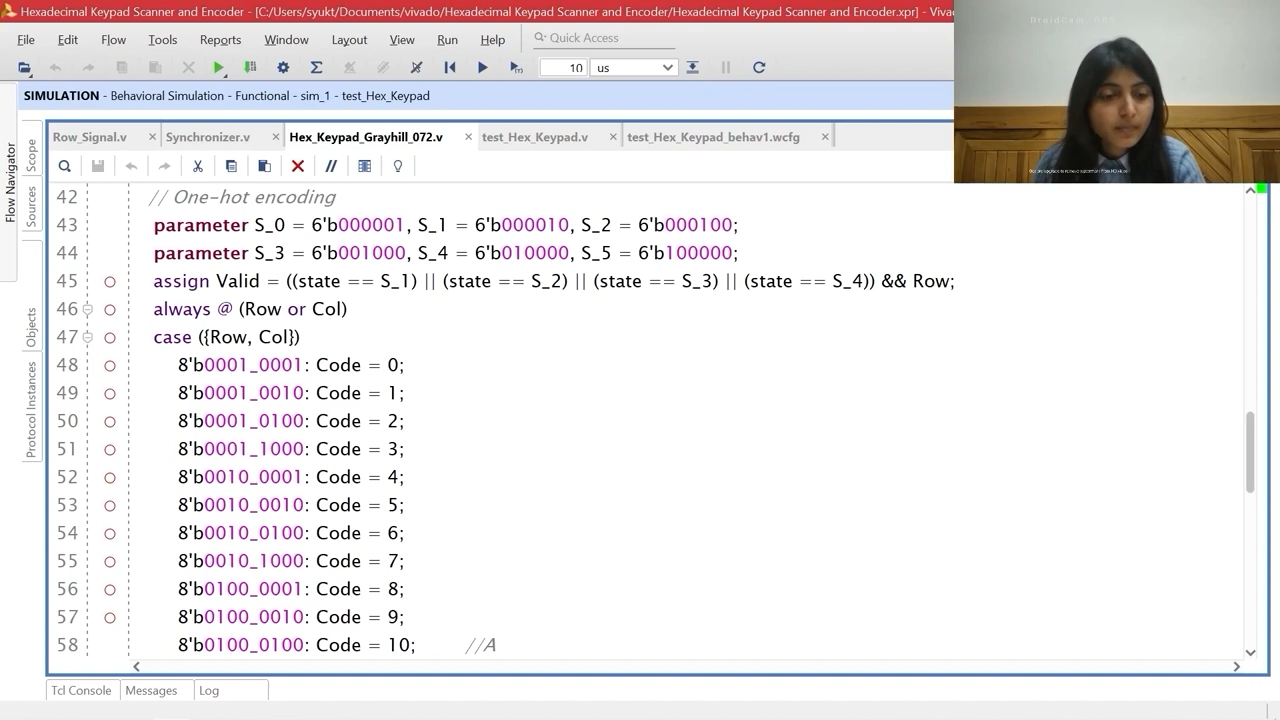 Hexadecimal Keypad Scanner and Encoder - [C:/Users/syukt/Documents/vivado/Hexadecimal Keypad Scanner and Encoder/Hexadecimal Keypad Scanner and Encoder.xpr] - Viva
File Edit Flow Tools Reports Window Layout View Run Help Quick Access
10 us
SIMULATION - Behavioral Simulation - Functional - sim_1 - test_Hex_Keypad
Row_Signal.v Synchronizer.v Hex_Keypad_Grayhill_072.v test_Hex_Keypad.v test_Hex_Keypad_behav1.wcfg
Flow Navigator
Scope
Sources
Objects
Protocol Instances
42 // One-hot encoding
43 parameter S_0 = 6'b000001, S_1 = 6'b000010, S_2 = 6'b000100;
44 parameter S_3 = 6'b001000, S_4 = 6'b010000, S_5 = 6'b100000;
45 assign Valid = ((state == S_1) || (state == S_2) || (state == S_3) || (state == S_4)) && Row;
46 always @ (Row or Col)
47 case ({Row, Col})
48 8'b0001_0001: Code = 0;
49 8'b0001_0010: Code = 1;
50 8'b0001_0100: Code = 2;
51 8'b0001_1000: Code = 3;
52 8'b0010_0001: Code = 4;
53 8'b0010_0010: Code = 5;
54 8'b0010_0100: Code = 6;
55 8'b0010_1000: Code = 7;
56 8'b0100_0001: Code = 8;
57 8'b0100_0010: Code = 9;
58 8'b0100_0100: Code = 10; //A
Tcl Console Messages Log